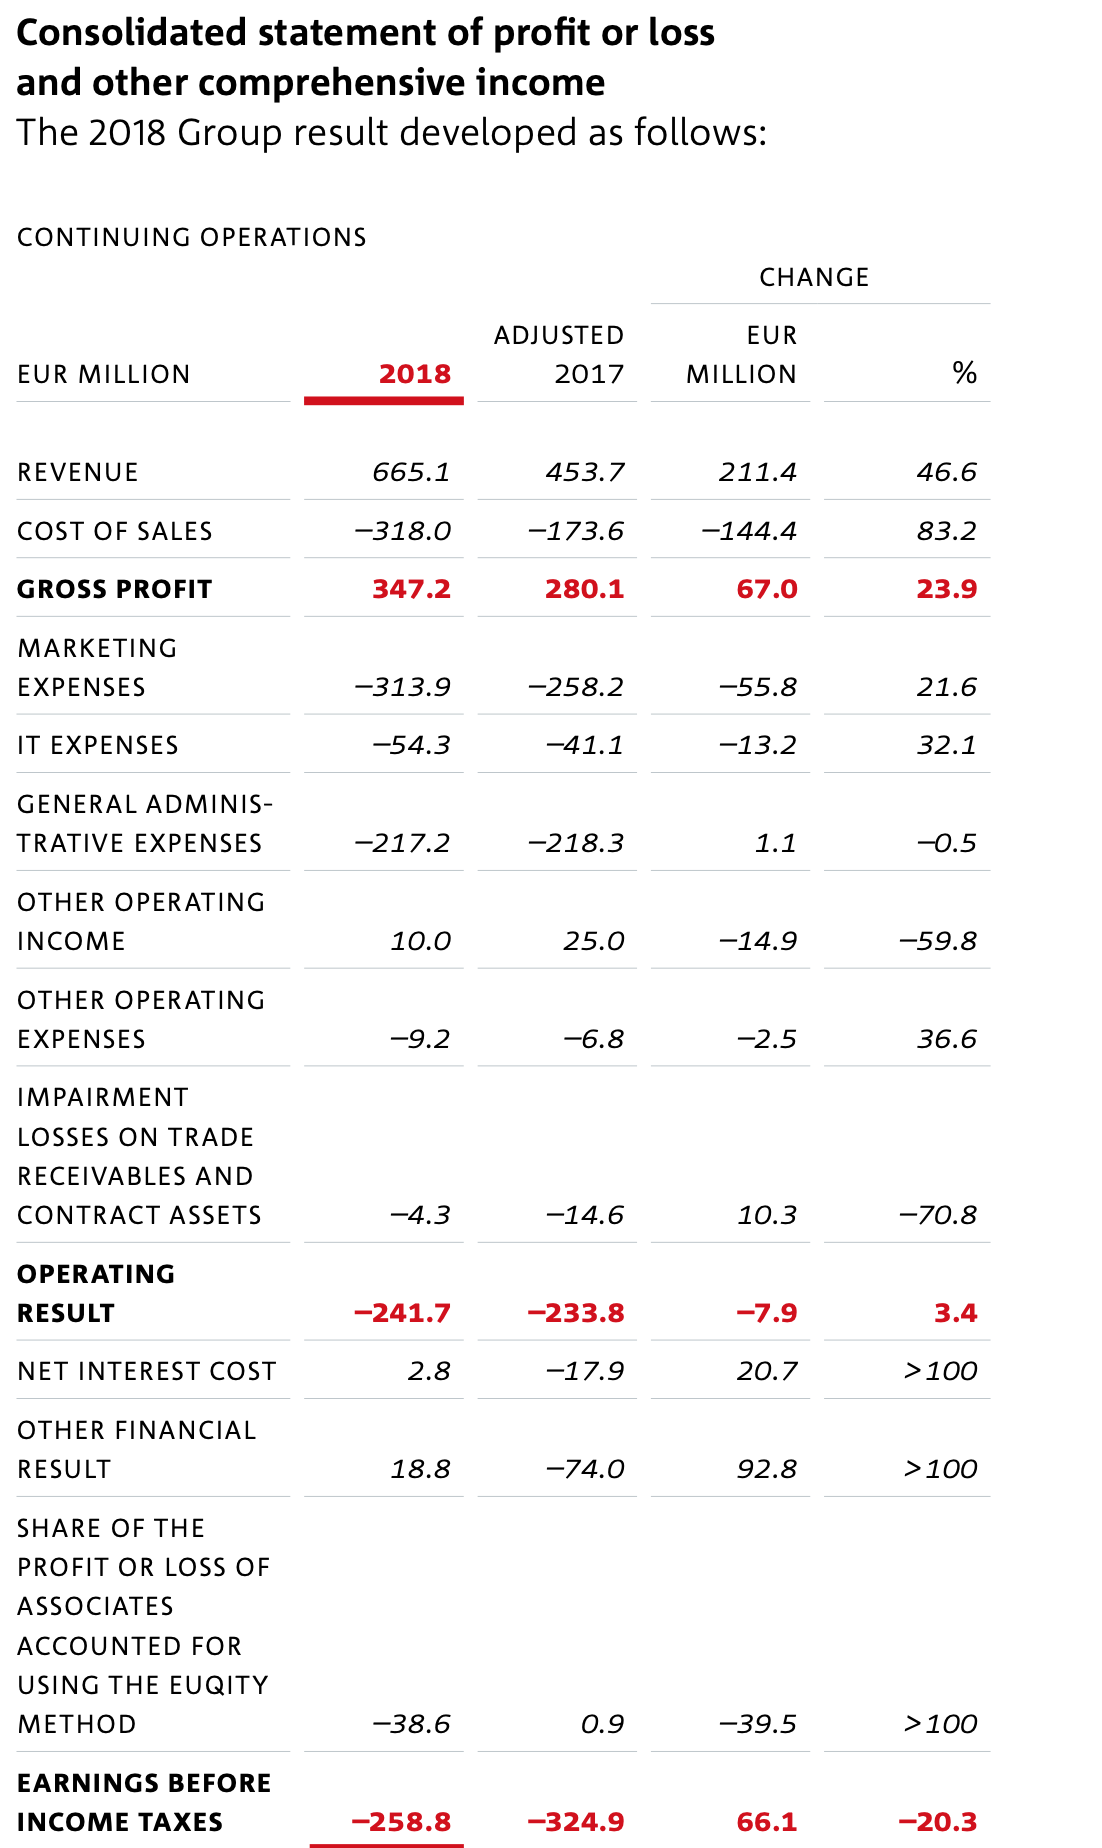 Consolidated statement of profit or loss
and other comprehensive income
The 2018 Group result developed as follows:
CONTINUING OPERATIONS
CHANGE
ADJUSTED EUR
EUR MILLION 2018 2017 MILLION %
REVENUE 665.1 453.7 211.4 46.6
COST OF SALES –318.0 –173.6 –144.4 83.2
GROSS PROFIT 347.2 280.1 67.0 23.9
MARKETING
EXPENSES –313.9 –258.2 –55.8 21.6
IT EXPENSES –54.3 –41.1 –13.2 32.1
GENERAL ADMINIS-
TRATIVE EXPENSES –217.2 –218.3 1.1 –0.5
OTHER OPERATING
INCOME 10.0 25.0 –14.9 –59.8
OTHER OPERATING
EXPENSES –9.2 –6.8 –2.5 36.6
IMPAIRMENT
LOSSES ON TRADE
RECEIVABLES AND
CONTRACT ASSETS –4.3 –14.6 10.3 –70.8
OPERATING
RESULT –241.7 –233.8 –7.9 3.4
NET INTEREST COST 2.8 –17.9 20.7 >100
OTHER FINANCIAL
RESULT 18.8 –74.0 92.8 >100
SHARE OF THE
PROFIT OR LOSS OF
ASSOCIATES
ACCOUNTED FOR
USING THE EUQITY
METHOD –38.6 0.9 –39.5 >100
EARNINGS BEFORE
INCOME TAXES –258.8 –324.9 66.1 –20.3